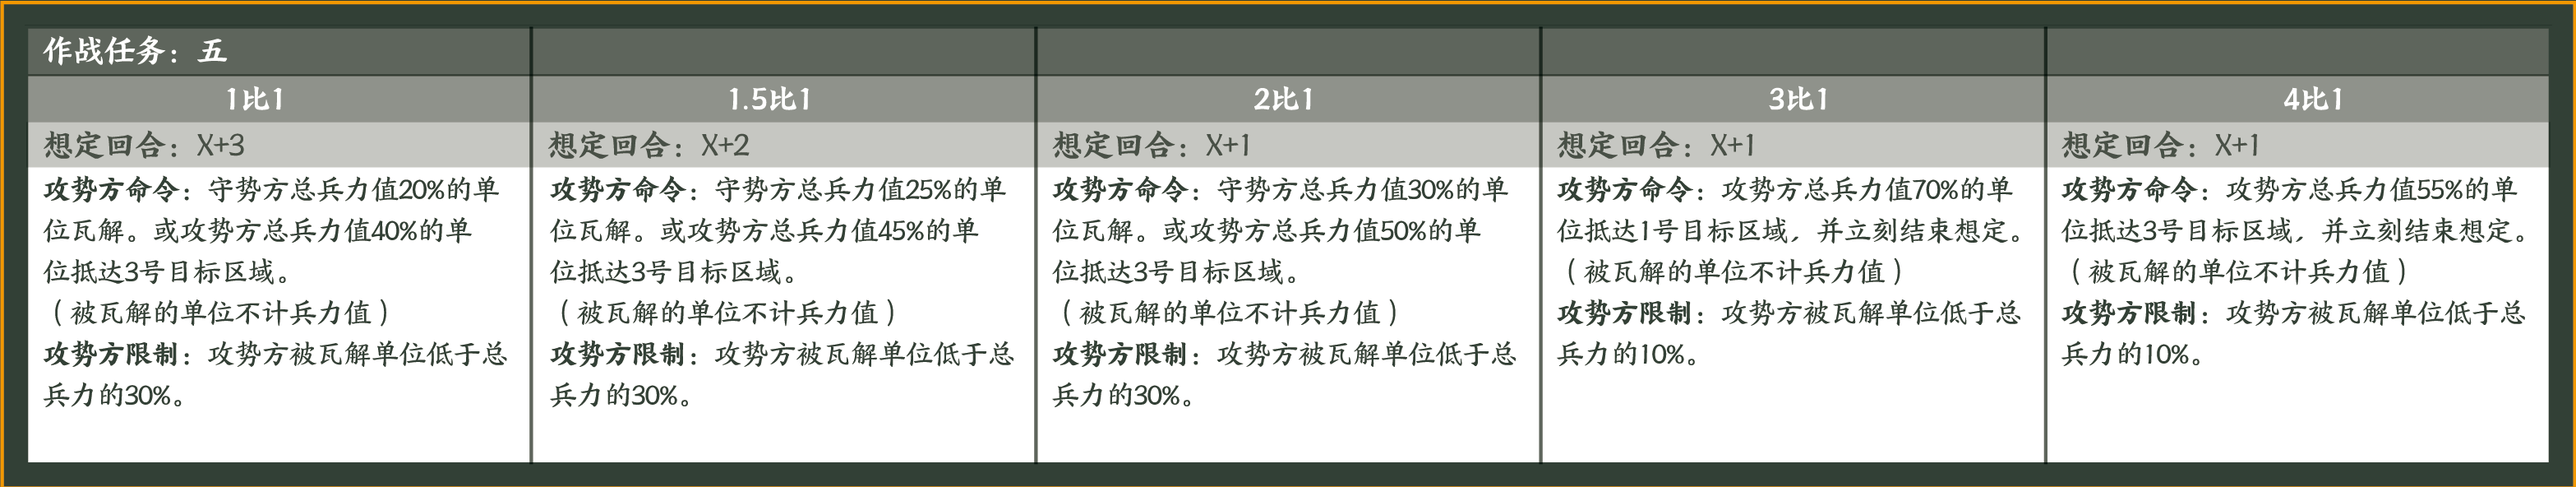 作战任务：五
1比1
想定回合：X+3
攻势方命令：守势方总兵力值20%的单
位瓦解。或攻势方总兵力值40%的单
位抵达3号目标区域。
（被瓦解的单位不计兵力值）
攻势方限制：攻势方被瓦解单位低于总
兵力的30%。
1.5比1
想定回合：X+2
攻势方命令：守势方总兵力值25%的单
位瓦解。或攻势方总兵力值45%的单
位抵达3号目标区域。
（被瓦解的单位不计兵力值）
攻势方限制：攻势方被瓦解单位低于总
兵力的30%。
2比1
想定回合：X+1
攻势方命令：守势方总兵力值30%的单
位瓦解。或攻势方总兵力值50%的单
位抵达3号目标区域。
（被瓦解的单位不计兵力值）
攻势方限制：攻势方被瓦解单位低于总
兵力的30%。
3比1
想定回合：X+1
攻势方命令：攻势方总兵力值70%的单
位抵达1号目标区域，并立刻结束想定。
（被瓦解的单位不计兵力值）
攻势方限制：攻势方被瓦解单位低于总
兵力的10%。
4比1
想定回合：X+1
攻势方命令：攻势方总兵力值55%的单
位抵达3号目标区域，并立刻结束想定。
（被瓦解的单位不计兵力值）
攻势方限制：攻势方被瓦解单位低于总
兵力的10%。